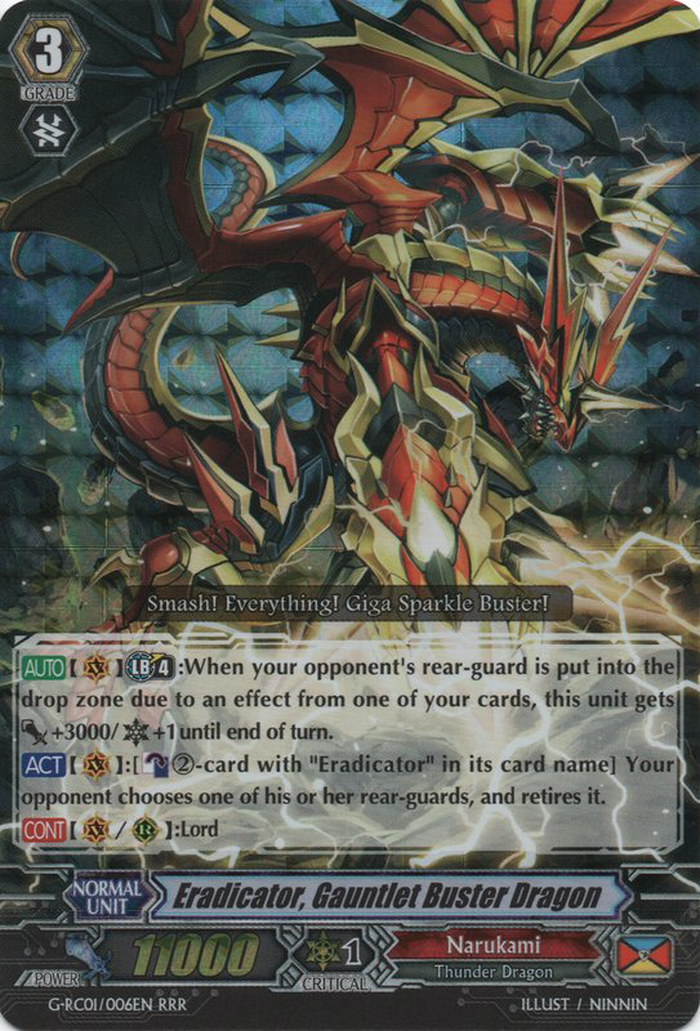 3
GRADE
Smash! Everything! Giga Sparkle Buster!
AUTO【 V 】LB4:When your opponent's rear-guard is put into the
drop zone due to an effect from one of your cards, this unit gets
+3000/ +1 until end of turn.
ACT【 V 】:[ ②-card with "Eradicator" in its card name] Your
opponent chooses one of his or her rear-guards, and retires it.
CONT【 V / R 】:Lord
NORMAL
UNIT
Eradicator, Gauntlet Buster Dragon
POWER
11000
1
CRITICAL
Narukami
Thunder Dragon
G-RC01/006EN RRR
ILLUST / NINNIN